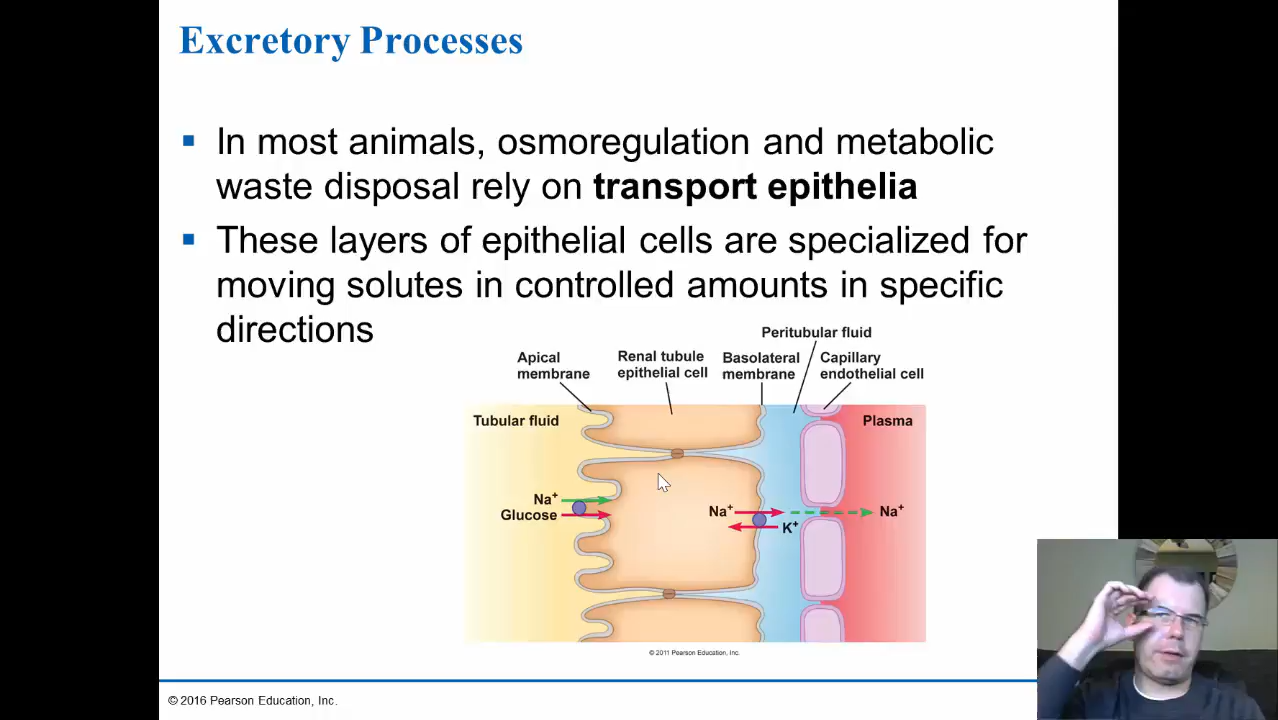 Excretory Processes
▪ In most animals, osmoregulation and metabolic
waste disposal rely on transport epithelia
▪ These layers of epithelial cells are specialized for
moving solutes in controlled amounts in specific
directions
Peritubular fluid
Apical
membrane
Renal tubule
epithelial cell
Basolateral
membrane
Capillary
endothelial cell
Tubular fluid
Plasma
Na+
Glucose
Na+
K+
Na+
© 2011 Pearson Education, Inc.
© 2016 Pearson Education, Inc.